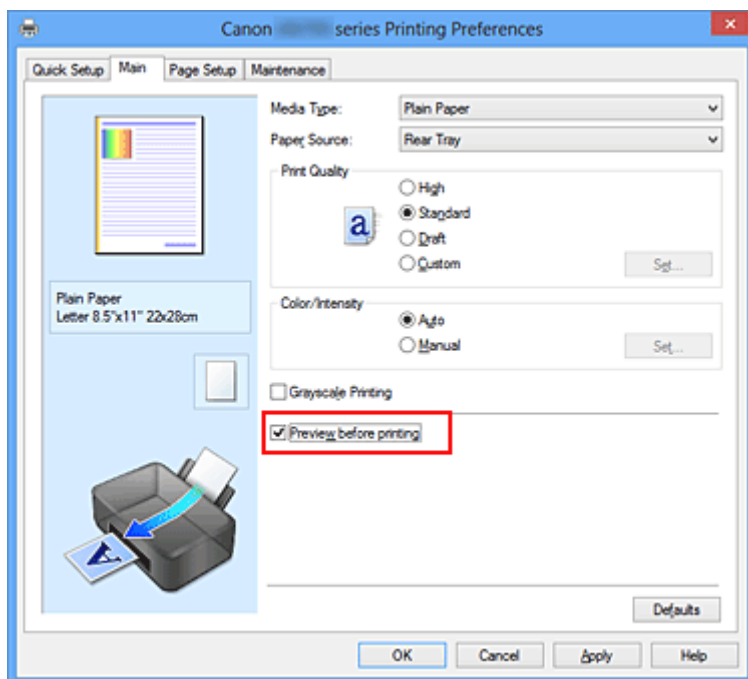 Canon series Printing Preferences
Quick Setup Main Page Setup Maintenance
Media Type: Plain Paper
Paper Source: Rear Tray
Print Quality
High
a
Standard
Draft
Custom
Set...
Plain Paper
Letter 8.5"x11" 22x28cm
Color/Intensity
Auto
Manual
Set...
Grayscale Printing
Preview before printing
A
Defaults
OK Cancel Apply Help